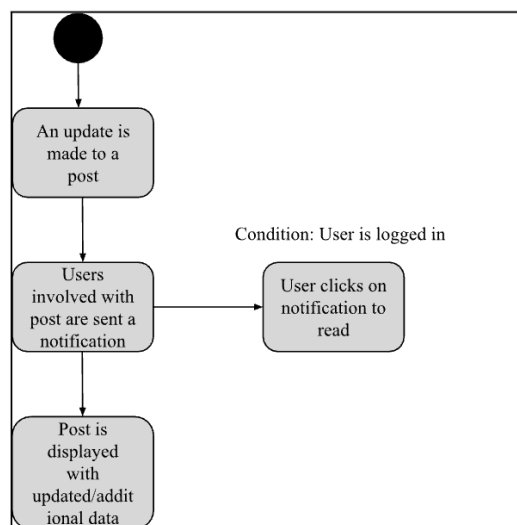 An update is
made to a
post
Condition: User is logged in
Users
involved with
post are sent a
notification
User clicks on
notification to
read
Post is
displayed
with
updated/addit
ional data